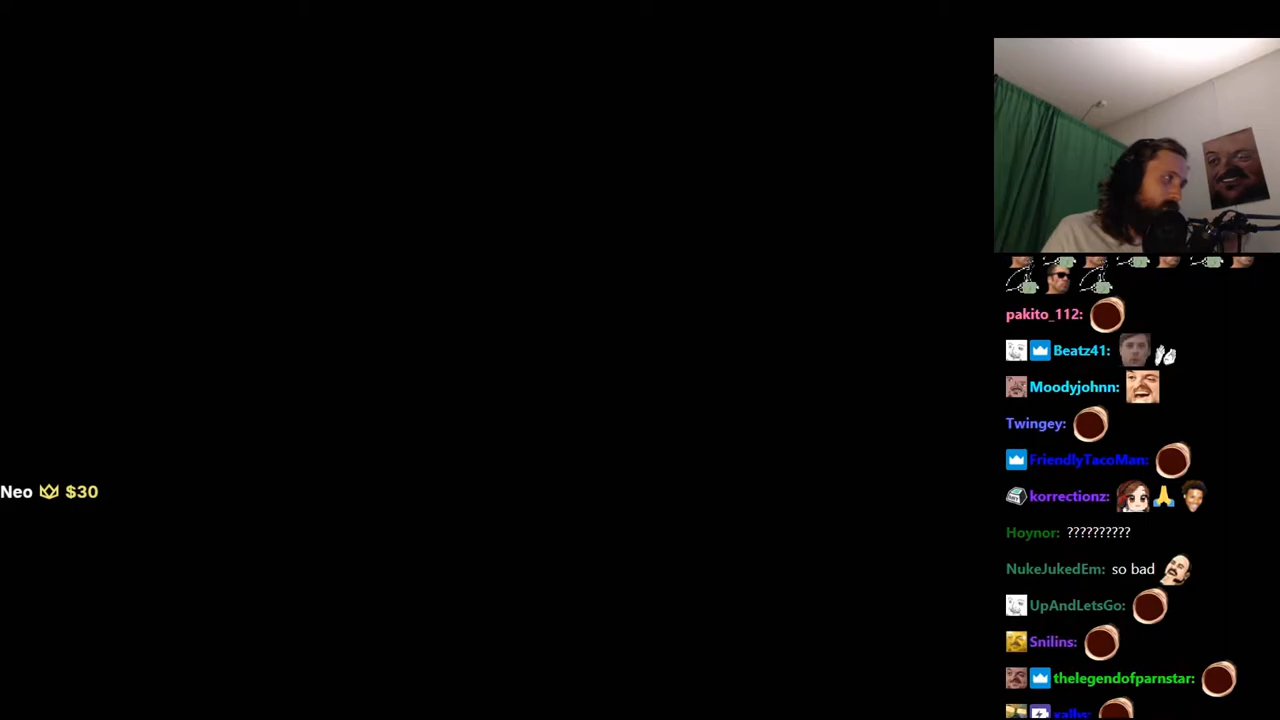 pakito_112:
Beatz41:
Moodyjohnn:
Twingey:
FriendlyTacoMan:
Neo $30
korrectionz:
Hoynor: ??????????
NukeJukedEm: so bad
UpAndLetsGo:
Snilins:
thelegendofparnstar: